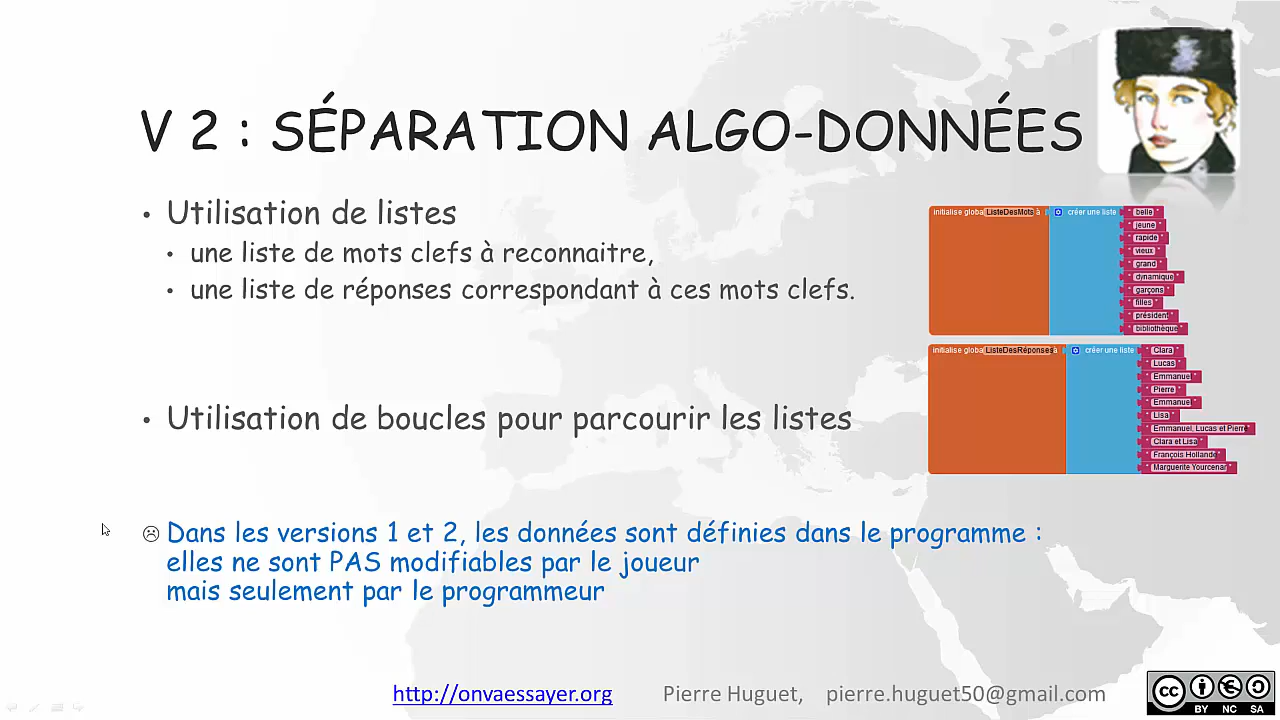 V 2 : SÉPARATION ALGO-DONNÉES
• Utilisation de listes
• une liste de mots clefs à reconnaitre,
• une liste de réponses correspondant à ces mots clefs.
• Utilisation de boucles pour parcourir les listes
☹ Dans les versions 1 et 2, les données sont définies dans le programme :
elles ne sont PAS modifiables par le joueur
mais seulement par le programmeur
initialise globa ListeDesMots à créer une liste " belle "
" jeune "
" rapide "
" vieux "
" grand "
" dynamique "
" garçons "
" filles "
" président "
" bibliothèque "
initialise globa ListeDesRéponses à créer une liste " Clara "
" Lucas "
" Emmanuel "
" Pierre "
" Emmanuel "
" Lisa "
" Emmanuel, Lucas et Pierre "
" Clara et Lisa "
" François Hollande "
" Marguerite Yourcenar "
http://onvaessayer.org Pierre Huguet, pierre.huguet50@gmail.com
cc BY NC SA